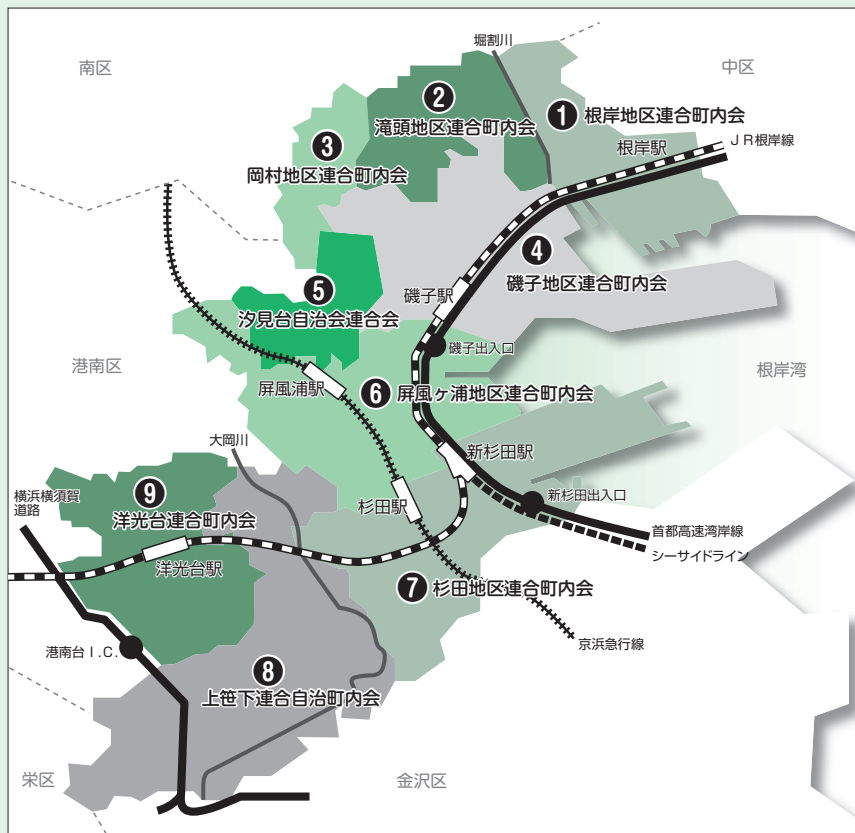 堀割川
南区
中区
❷
滝頭地区連合町内会
❶
根岸地区連合町内会
根岸駅
ＪＲ根岸線
❸
岡村地区連合町内会
❹
磯子地区連合町内会
❺
汐見台自治会連合会
磯子駅
磯子出入口
港南区
根岸湾
屏風浦駅
❻
屏風ヶ浦地区連合町内会
大岡川
新杉田駅
❾
洋光台連合町内会
横浜横須賀
道路
杉田駅
新杉田出入口
首都高速湾岸線
シーサイドライン
洋光台駅
❼
杉田地区連合町内会
京浜急行線
港南台Ｉ.Ｃ.
❽
上笹下連合自治町内会
栄区
金沢区